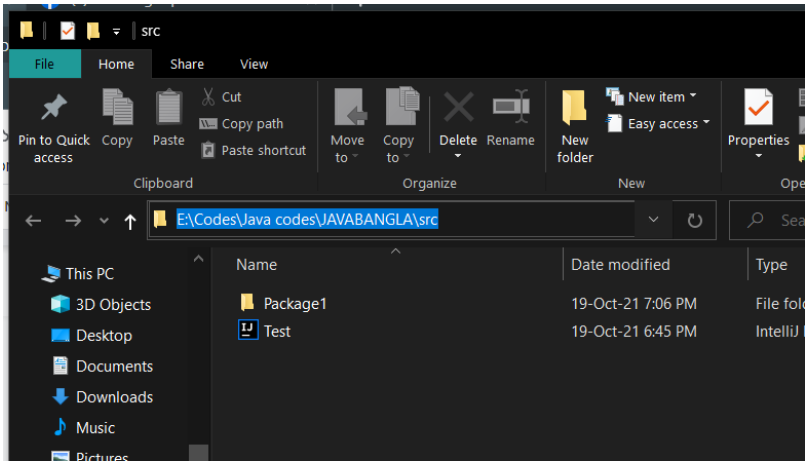 src
File Home Share View
Pin to Quick access
Copy
Paste
Cut
Copy path
Paste shortcut
Move to
Copy to
Delete
Rename
New folder
New item
Easy access
Properties
Clipboard Organize New
E:\Codes\Java codes\JAVABANGLA\src
Name Date modified Type
This PC
3D Objects
Desktop
Documents
Downloads
Music
Pictures
Package1 19-Oct-21 7:06 PM File
Test 19-Oct-21 6:45 PM IntelliJ